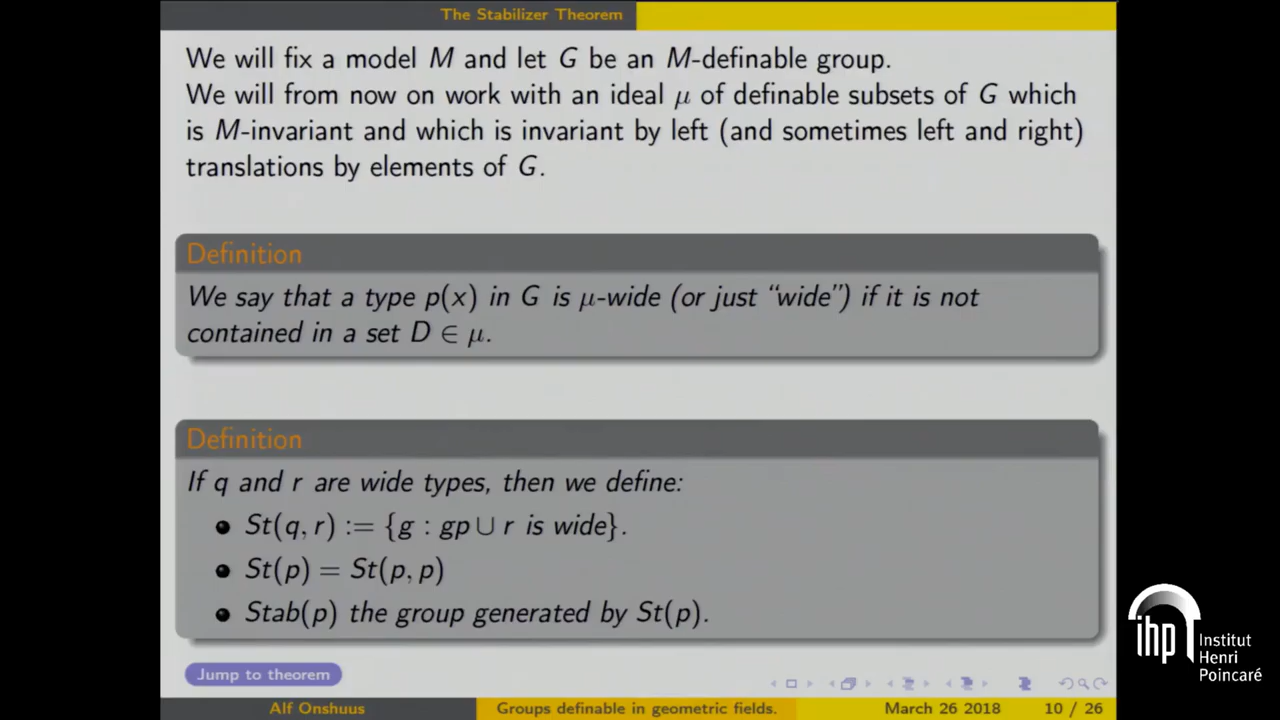 The Stabilizer Theorem
We will fix a model M and let G be an M-definable group.
We will from now on work with an ideal μ of definable subsets of G which
is M-invariant and which is invariant by left (and sometimes left and right)
translations by elements of G.
Definition
We say that a type p(x) in G is μ-wide (or just “wide”) if it is not
contained in a set D ∈ μ.
Definition
If q and r are wide types, then we define:
• St(q, r) := {g : gp ∪ r is wide}.
• St(p) = St(p, p)
• Stab(p) the group generated by St(p).
Jump to theorem
Alf Onshuus Groups definable in geometric fields. March 26 2018 10 / 26
ihp Institut
Henri
Poincaré